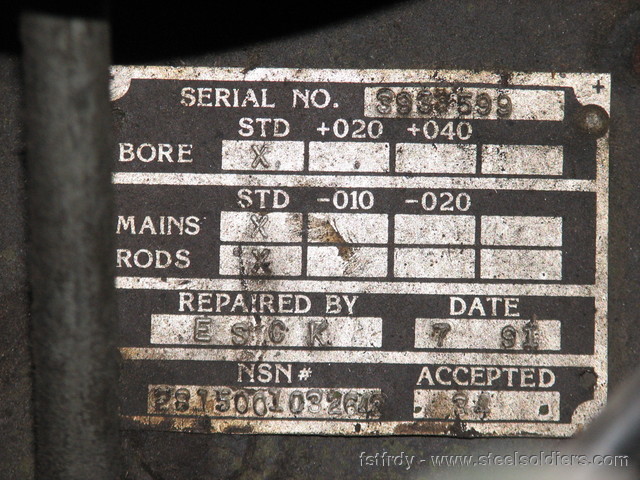 SERIAL NO.
STD +020 +040
BORE X
STD -010 -020
MAINS X
RODS X
REPAIRED BY DATE
ESCK 7 91
NSN# ACCEPTED
fstfrdy - www.steelsoldiers.com